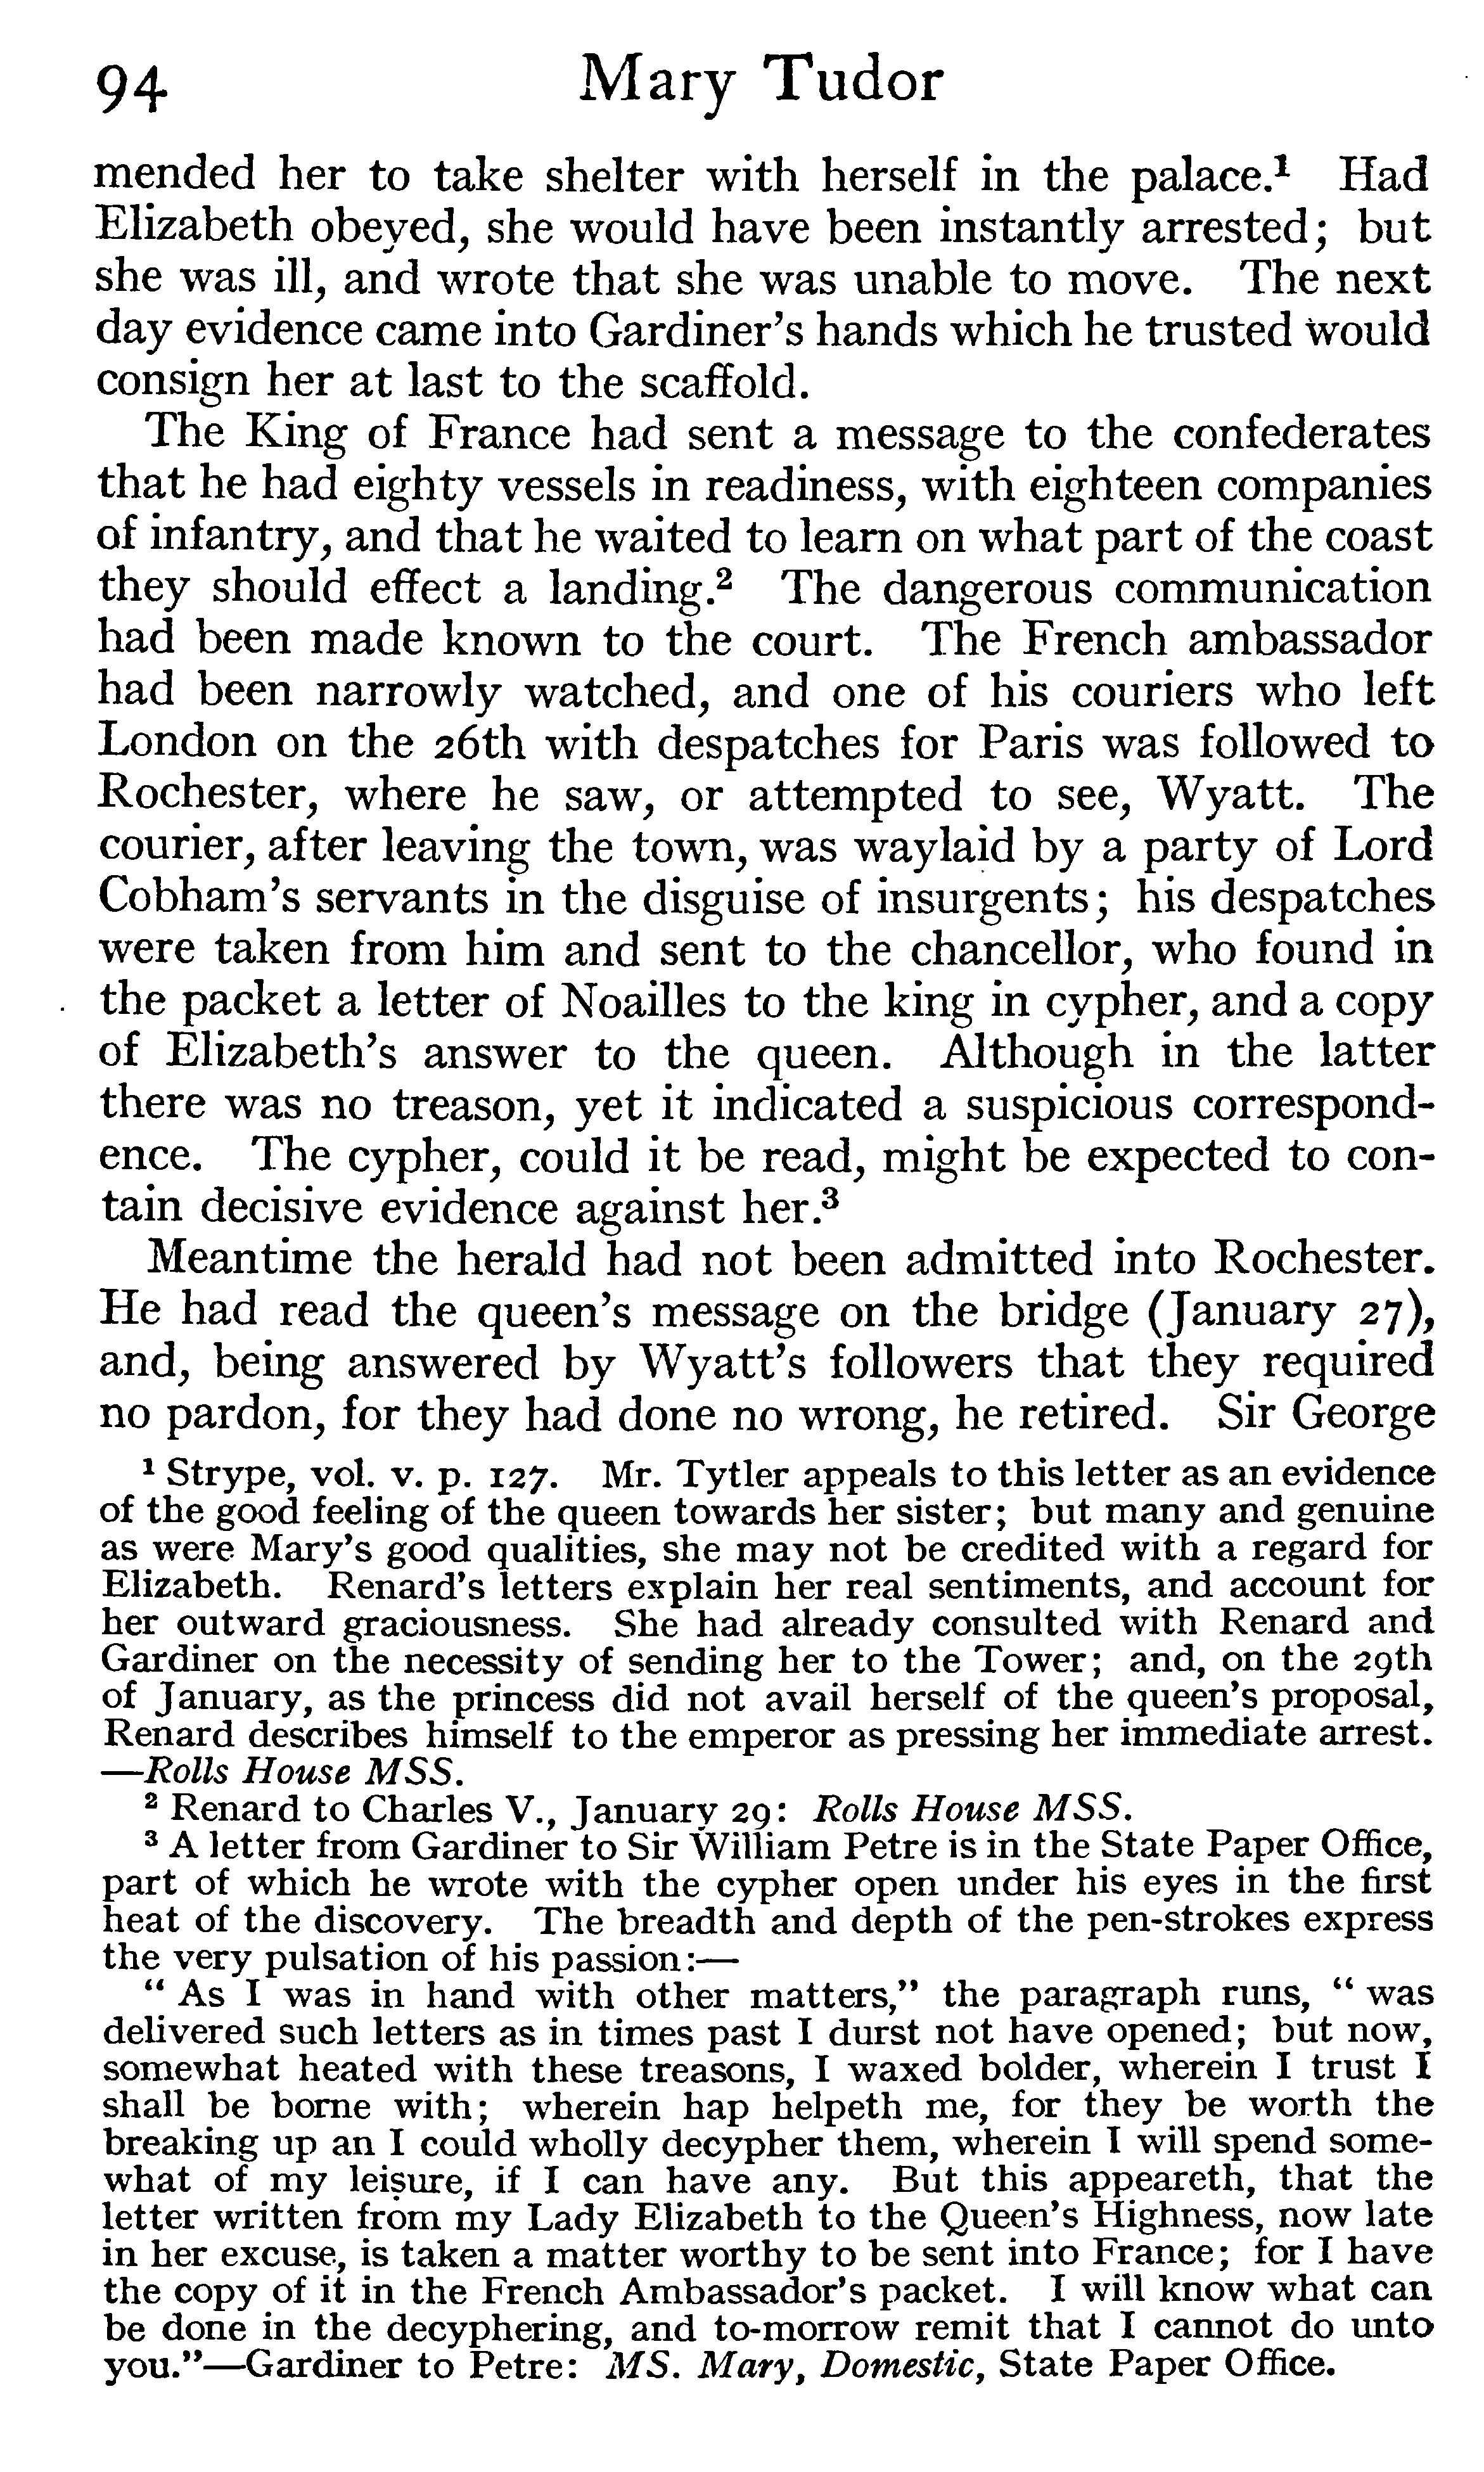 94 Mary Tudor
mended her to take shelter with herself in the palace.¹ Had
Elizabeth obeyed, she would have been instantly arrested; but
she was ill, and wrote that she was unable to move. The next
day evidence came into Gardiner's hands which he trusted would
consign her at last to the scaffold.
The King of France had sent a message to the confederates
that he had eighty vessels in readiness, with eighteen companies
of infantry, and that he waited to learn on what part of the coast
they should effect a landing.² The dangerous communication
had been made known to the court. The French ambassador
had been narrowly watched, and one of his couriers who left
London on the 26th with despatches for Paris was followed to
Rochester, where he saw, or attempted to see, Wyatt. The
courier, after leaving the town, was waylaid by a party of Lord
Cobham's servants in the disguise of insurgents; his despatches
were taken from him and sent to the chancellor, who found in
the packet a letter of Noailles to the king in cypher, and a copy
of Elizabeth's answer to the queen. Although in the latter
there was no treason, yet it indicated a suspicious correspond-
ence. The cypher, could it be read, might be expected to con-
tain decisive evidence against her.³
Meantime the herald had not been admitted into Rochester.
He had read the queen's message on the bridge (January 27),
and, being answered by Wyatt's followers that they required
no pardon, for they had done no wrong, he retired. Sir George
¹ Strype, vol. v. p. 127. Mr. Tytler appeals to this letter as an evidence
of the good feeling of the queen towards her sister; but many and genuine
as were Mary's good qualities, she may not be credited with a regard for
Elizabeth. Renard's letters explain her real sentiments, and account for
her outward graciousness. She had already consulted with Renard and
Gardiner on the necessity of sending her to the Tower; and, on the 29th
of January, as the princess did not avail herself of the queen's proposal,
Renard describes himself to the emperor as pressing her immediate arrest.
—Rolls House MSS.
² Renard to Charles V., January 29: Rolls House MSS.
³ A letter from Gardiner to Sir William Petre is in the State Paper Office,
part of which he wrote with the cypher open under his eyes in the first
heat of the discovery. The breadth and depth of the pen-strokes express
the very pulsation of his passion:—
" As I was in hand with other matters," the paragraph runs, " was
delivered such letters as in times past I durst not have opened; but now,
somewhat heated with these treasons, I waxed bolder, wherein I trust I
shall be borne with; wherein hap helpeth me, for they be worth the
breaking up an I could wholly decypher them, wherein I will spend some-
what of my leisure, if I can have any. But this appeareth, that the
letter written from my Lady Elizabeth to the Queen's Highness, now late
in her excuse, is taken a matter worthy to be sent into France; for I have
the copy of it in the French Ambassador's packet. I will know what can
be done in the decyphering, and to-morrow remit that I cannot do unto
you."—Gardiner to Petre: MS. Mary, Domestic, State Paper Office.